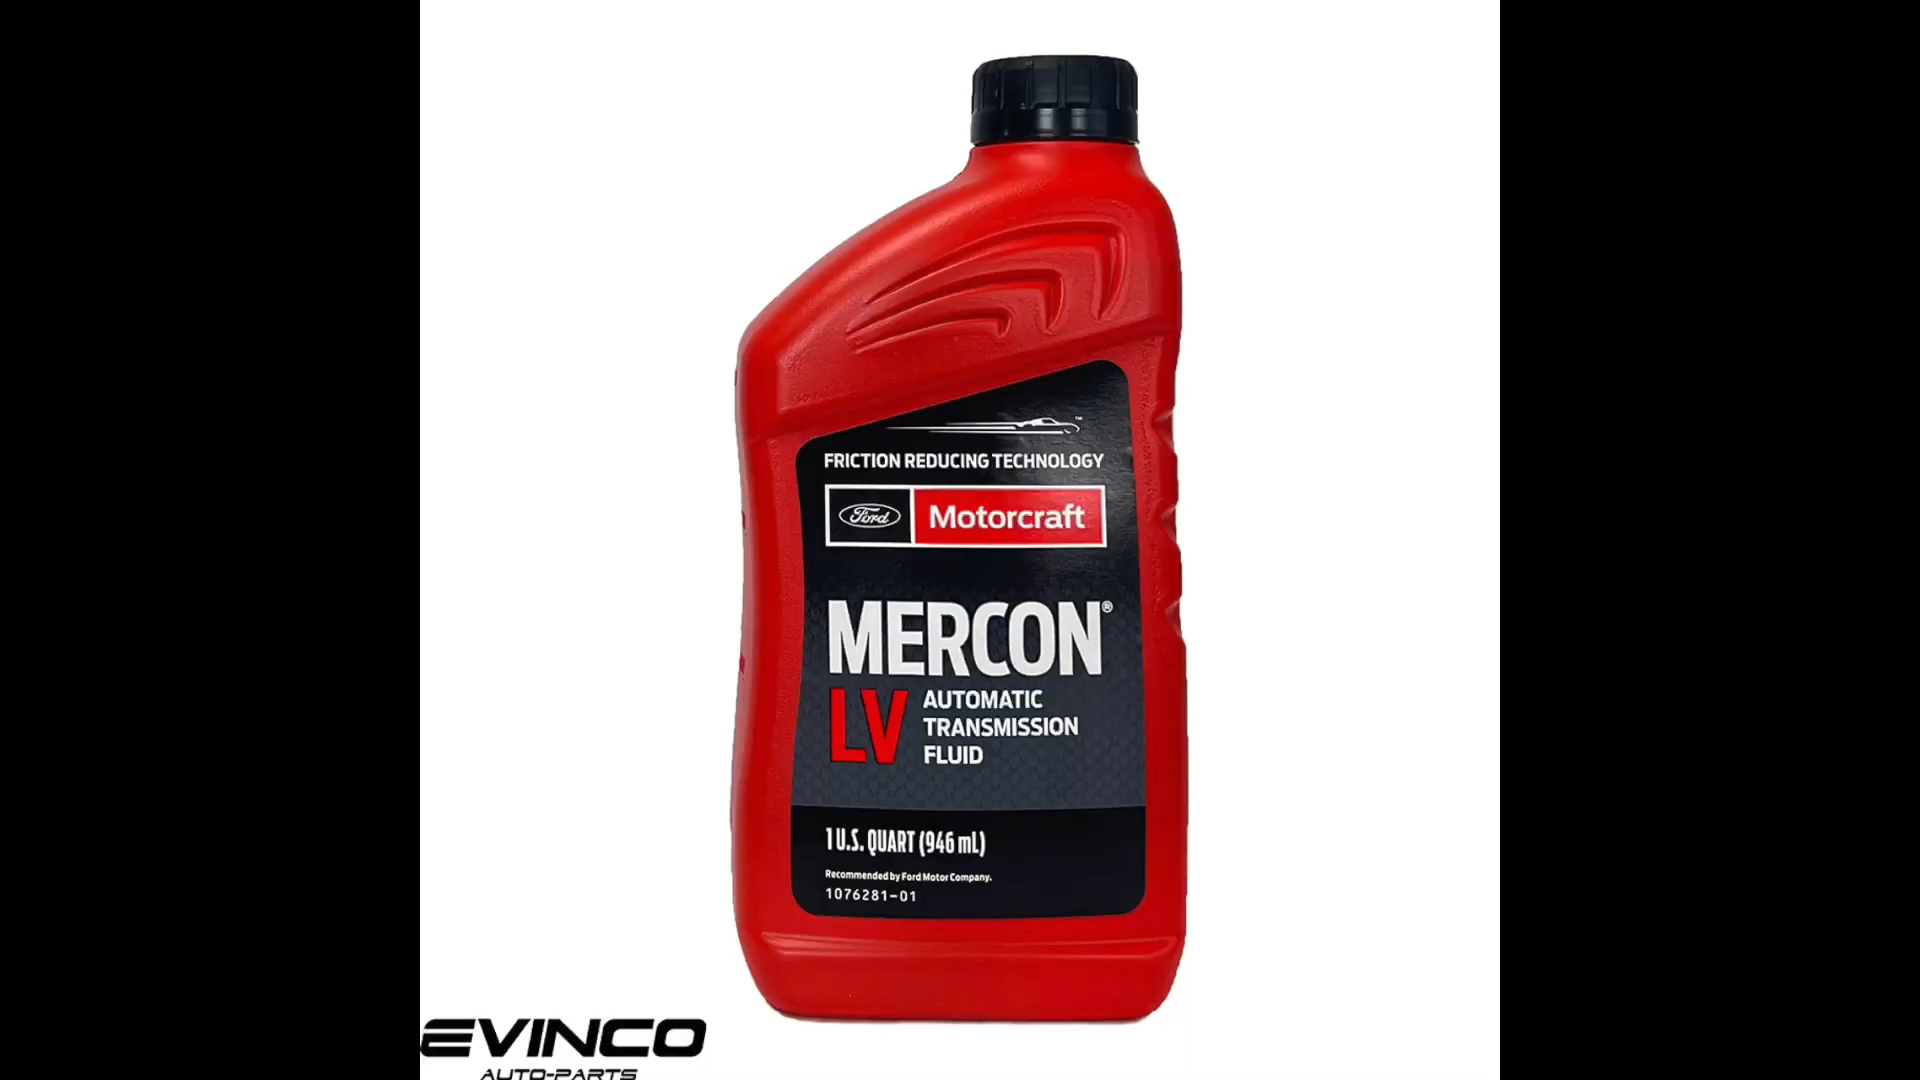 ™
FRICTION REDUCING TECHNOLOGY
Ford Motorcraft
MERCON®
LV AUTOMATIC
TRANSMISSION
FLUID
1 U.S. QUART (946 mL)
Recommended by Ford Motor Company.
1076281-01
EVINCO
AUTO-PARTS